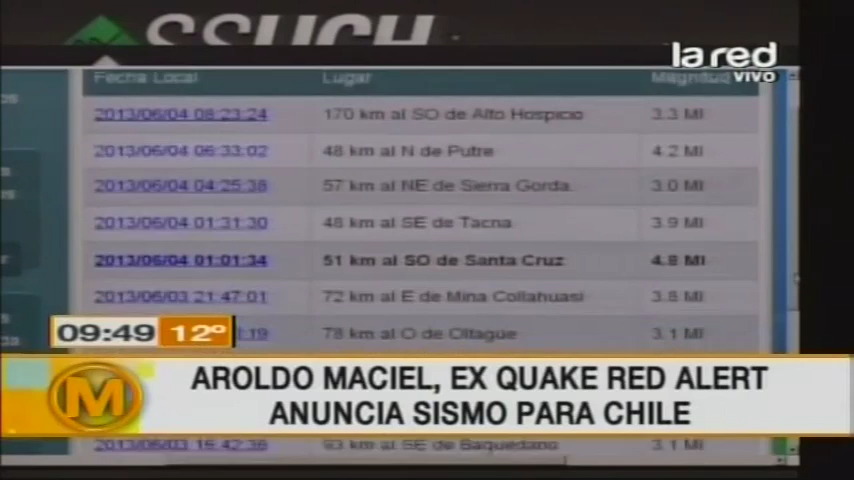 SSUCH
la red
VIVO
Fecha Local Lugar Magnitud
2013/06/04 08:23:24 170 km al SO de Alto Hospicio 3.3 Ml
2013/06/04 06:33:02 48 km al N de Putre 4.2 Ml
2013/06/04 04:25:38 57 km al NE de Sierra Gorda 3.0 Ml
2013/06/04 01:31:30 48 km al SE de Tacna 3.9 Ml
2013/06/04 01:01:34 51 km al SO de Santa Cruz 4.8 Ml
2013/06/03 21:47:01 72 km al E de Mina Collahuasi 3.8 Ml
09:49 12° :19 78 km al O de Ollagüe 3.1 Ml
M
AROLDO MACIEL, EX QUAKE RED ALERT
ANUNCIA SISMO PARA CHILE
2013/06/03 16:42:36 93 km al SE de Baquedano 3.1 Ml